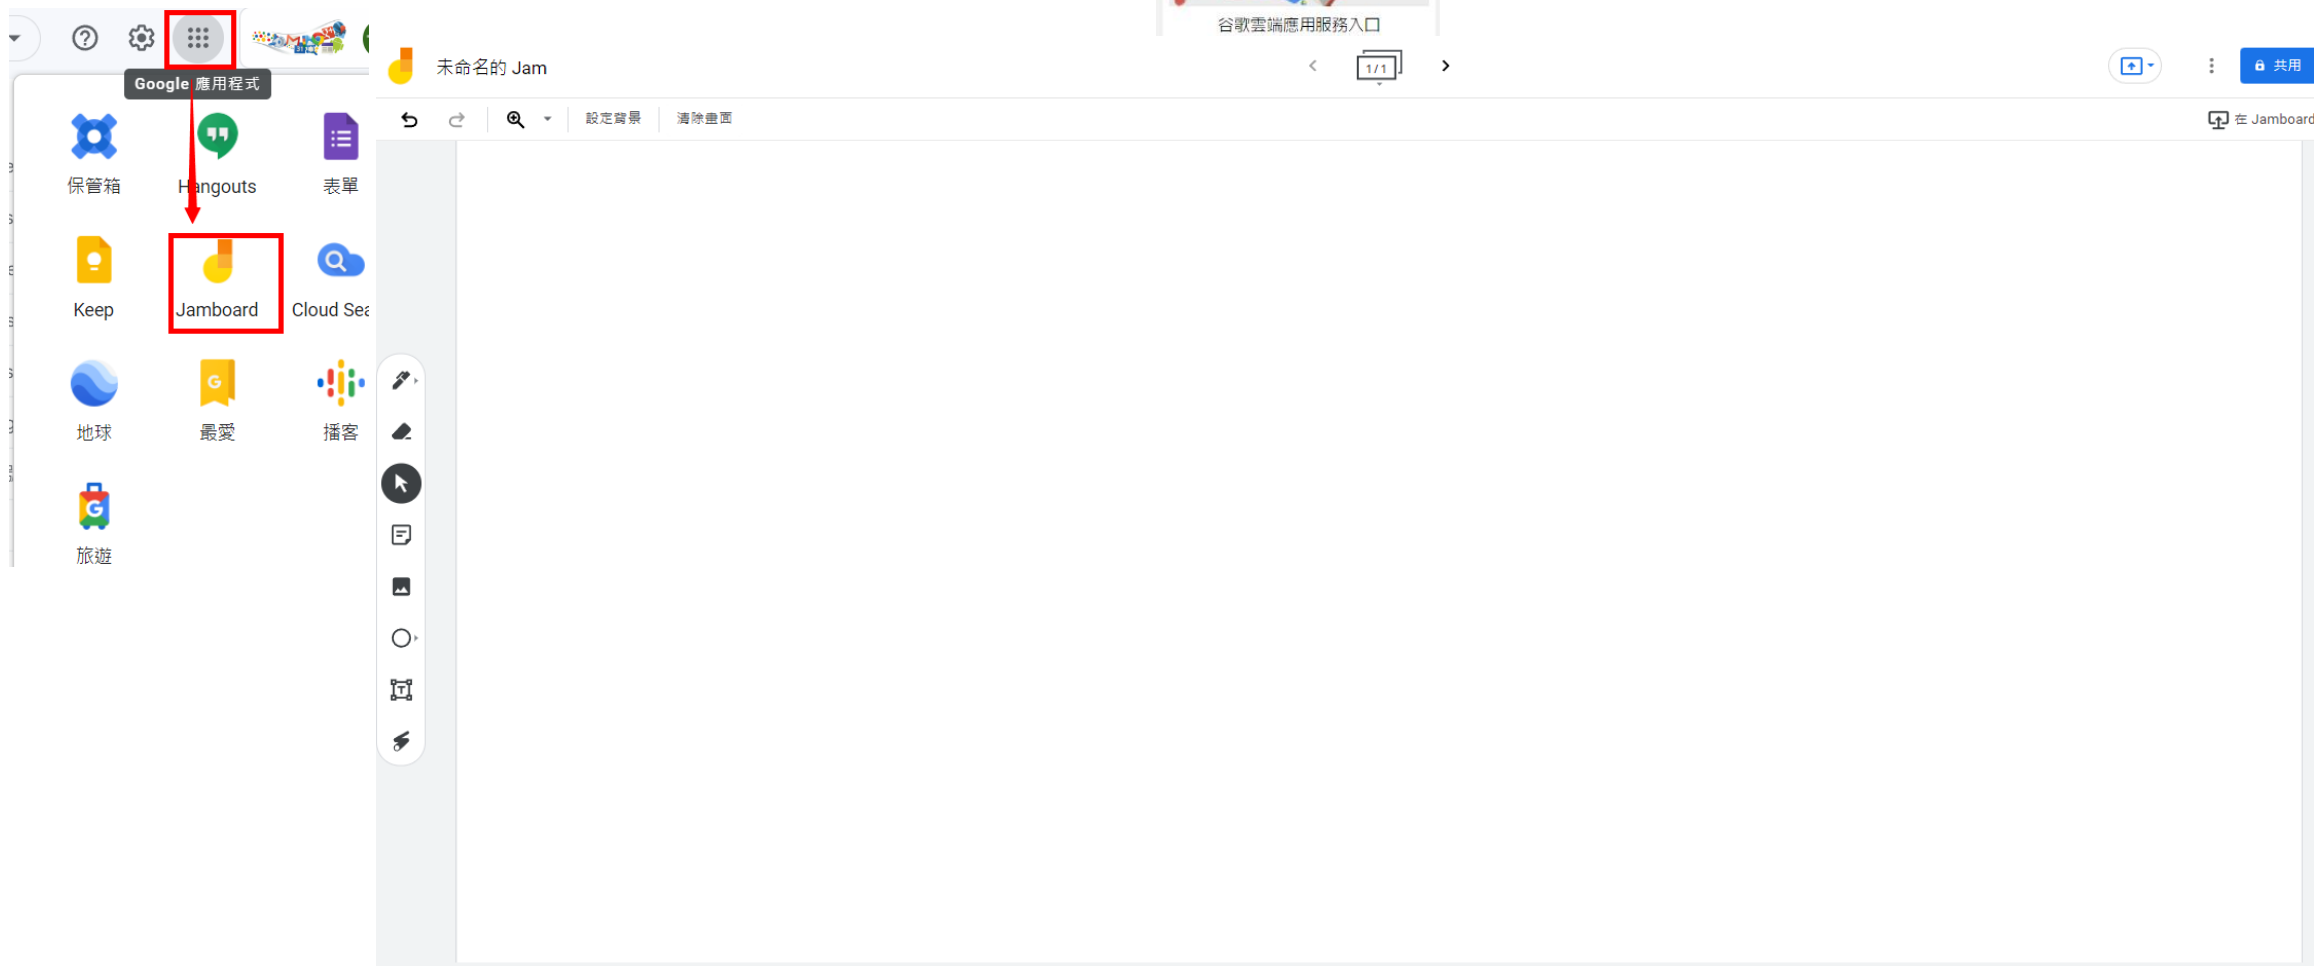 谷歌雲端應用服務入口
Google 應用程式
保管箱
Hangouts
表單
Keep
Jamboard
Cloud Sea
地球
最愛
播客
旅遊
未命名的 Jam
1/1
共用
設定背景
清除畫面
在 Jamboard